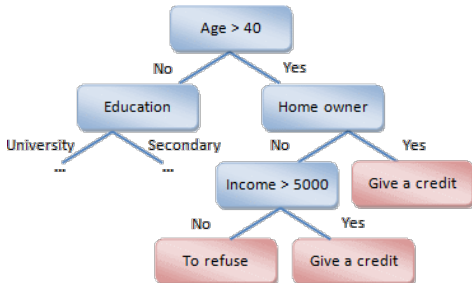 Age > 40
No Yes
Education Home owner
University Secondary No Yes
... ...
Income > 5000 Give a credit
No Yes
To refuse Give a credit